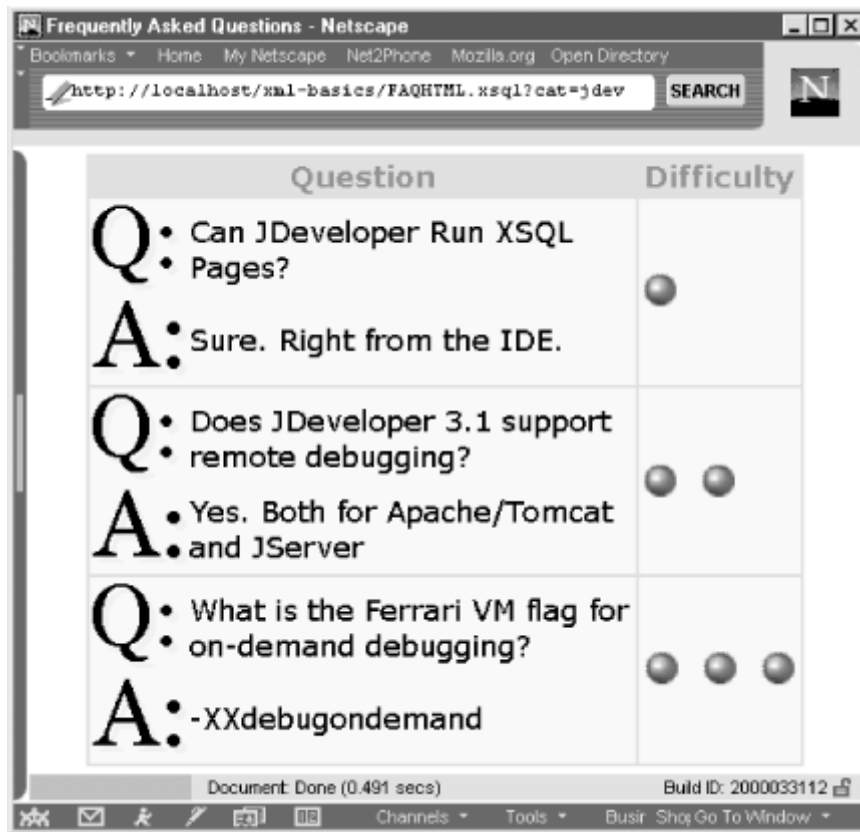 Frequently Asked Questions - Netscape
Bookmarks Home My Netscape Net2Phone Mozilla.org Open Directory
http://localhost/xml-basics/FAQHTML.xsql?cat=jdev SEARCH N
Question Difficulty
Q: Can JDeveloper Run XSQL
Pages?
A: Sure. Right from the IDE.
Q: Does JDeveloper 3.1 support
remote debugging?
A: Yes. Both for Apache/Tomcat
and JServer
Q: What is the Ferrari VM flag for
on-demand debugging?
A: -XXdebugondemand
Document: Done (0.491 secs) Build ID: 2000033112
Channels Tools Busir Shop Go To Window